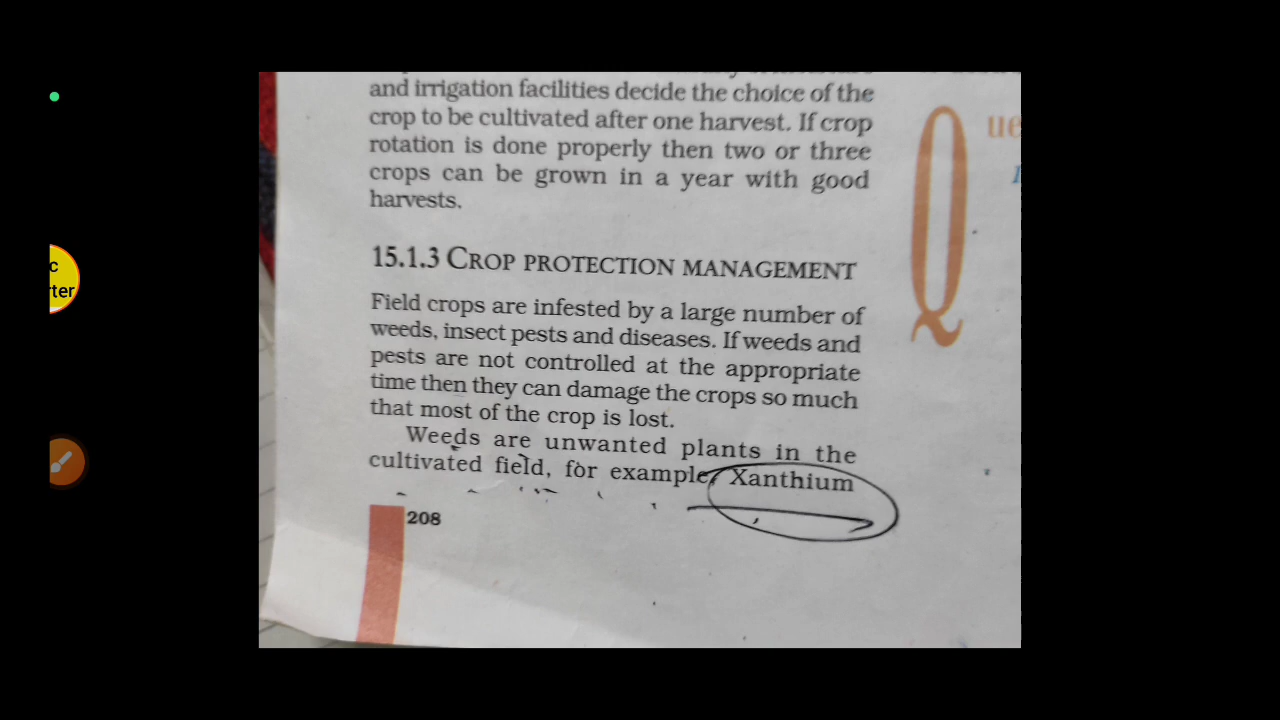 and irrigation facilities decide the choice of the
crop to be cultivated after one harvest. If crop
rotation is done properly then two or three
crops can be grown in a year with good
harvests.
15.1.3 CROP PROTECTION MANAGEMENT
Field crops are infested by a large number of
weeds, insect pests and diseases. If weeds and
pests are not controlled at the appropriate
time then they can damage the crops so much
that most of the crop is lost.
Weeds are unwanted plants in the
cultivated field, for example, Xanthium
208
Q
ue
c
rter